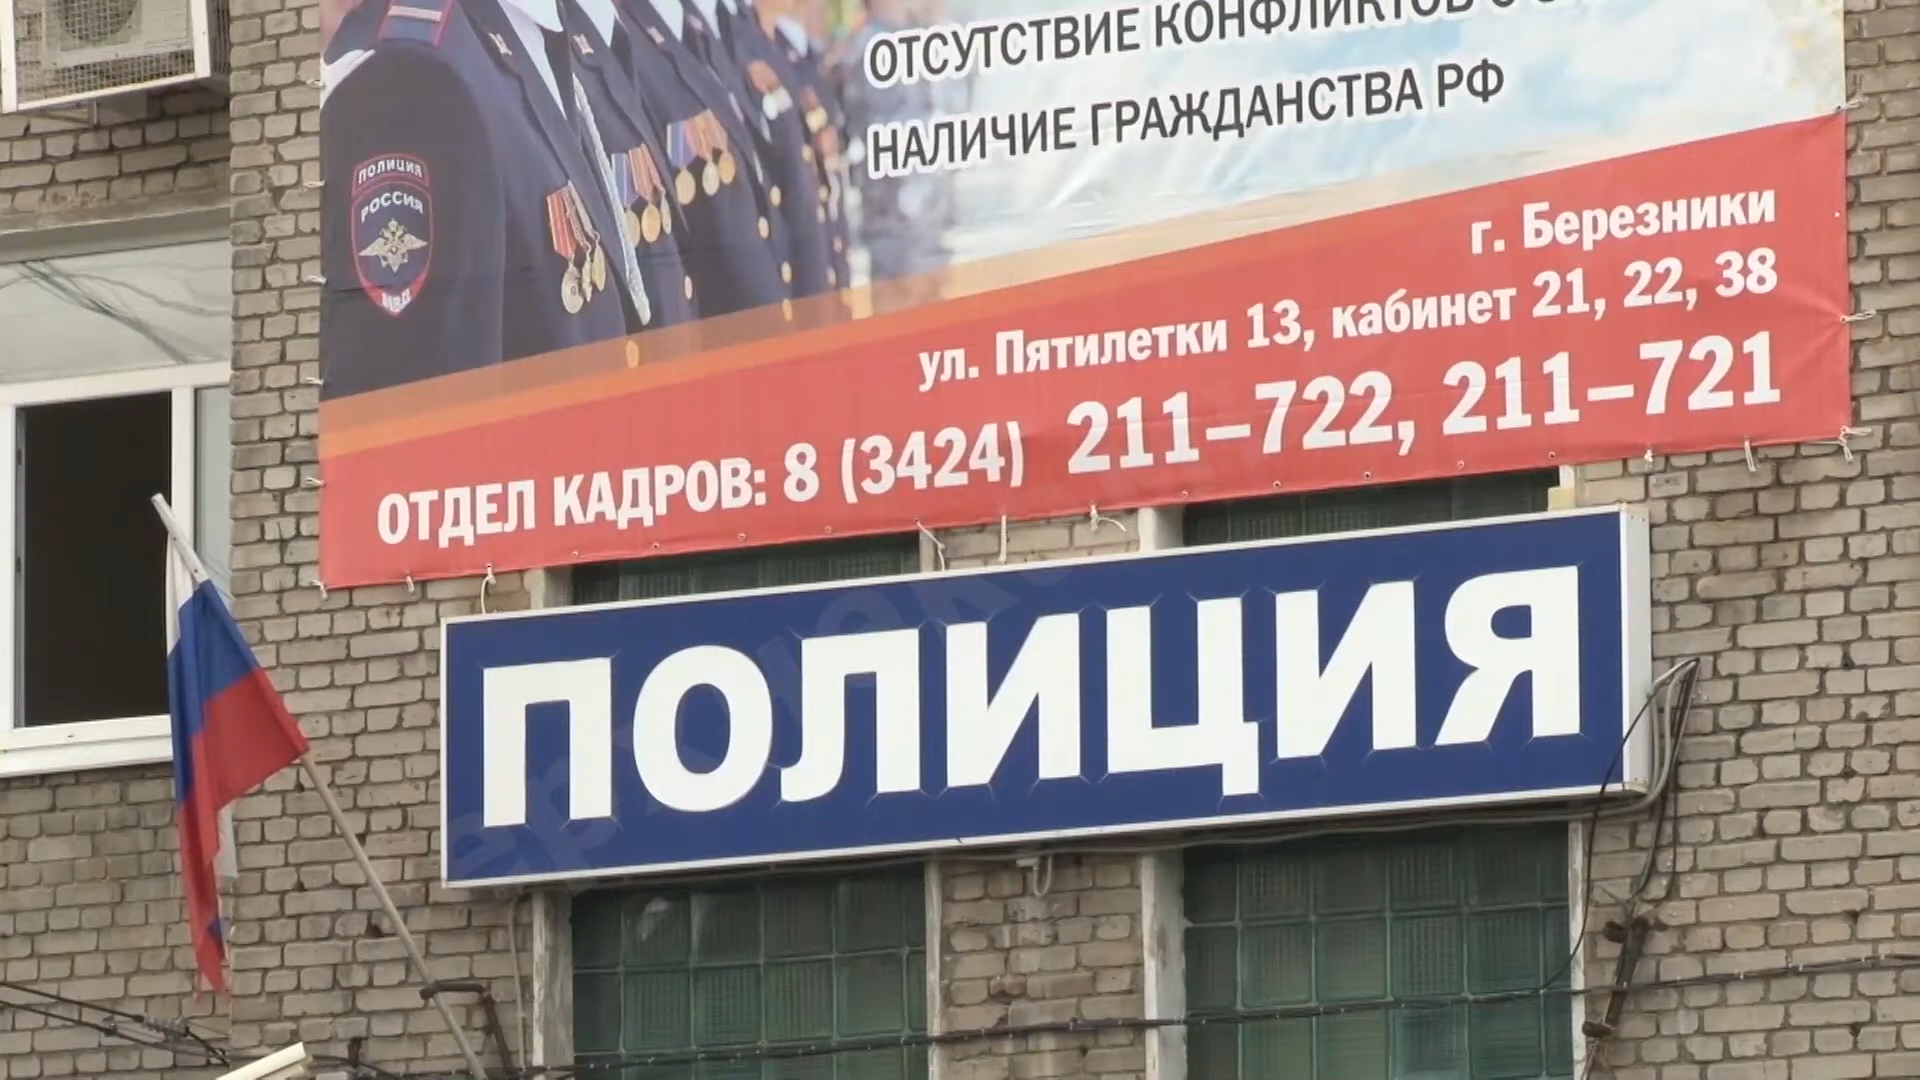 ОТСУТСТВИЕ КОНФЛИКТОВ С
НАЛИЧИЕ ГРАЖДАНСТВА РФ
ПОЛИЦИЯ
РОССИЯ
МВД
г. Березники
ул. Пятилетки 13, кабинет 21, 22, 38
ОТДЕЛ КАДРОВ: 8 (3424) 211–722, 211–721
ПОЛИЦИЯ